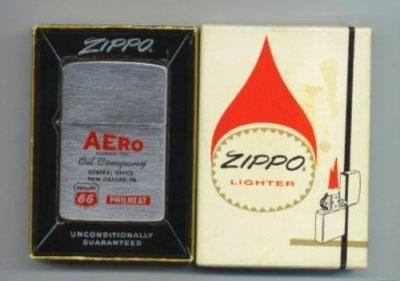 ZIPPO
AERO
Oil Company
GENERAL OFFICE
NEW OXFORD, PA.
PHILLIPS
66
PHILHEAT
UNCONDITIONALLY
GUARANTEED
ZIPPO
LIGHTER